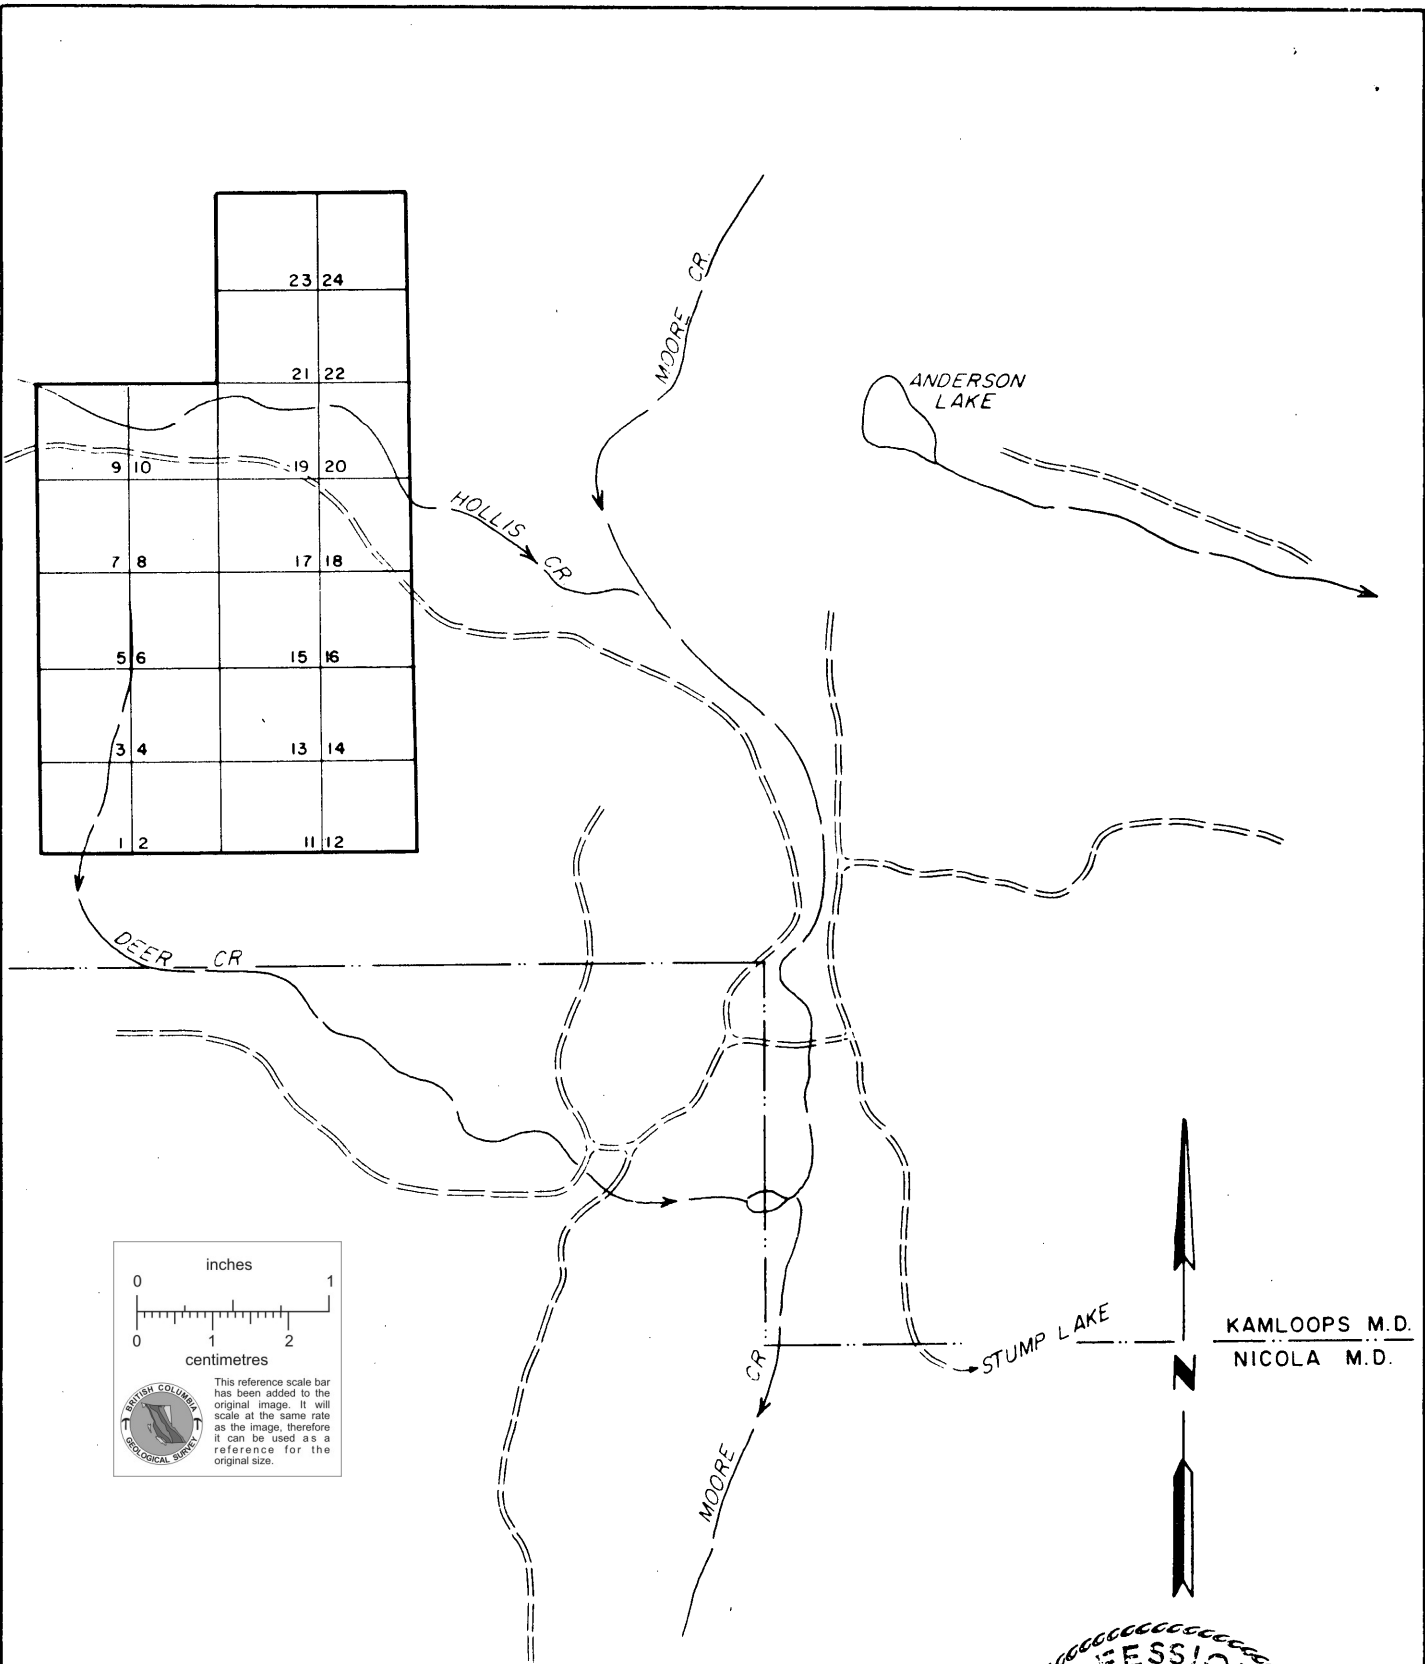 23 24
21 22
9 10
19 20
7 8
17 18
5 6
15 16
3 4
13 14
1 2
11 12
MOORE CR.
ANDERSON
LAKE
HOLLIS CR.
DEER CR
inches
0 1
0 1 2
centimetres
BRITISH COLUMBIA
GEOLOGICAL SURVEY
This reference scale bar
has been added to the
original image. It will
scale at the same rate
as the image, therefore
it can be used as a
reference for the
original size.
MOORE CR
STUMP LAKE
KAMLOOPS M.D.
NICOLA M.D.
N